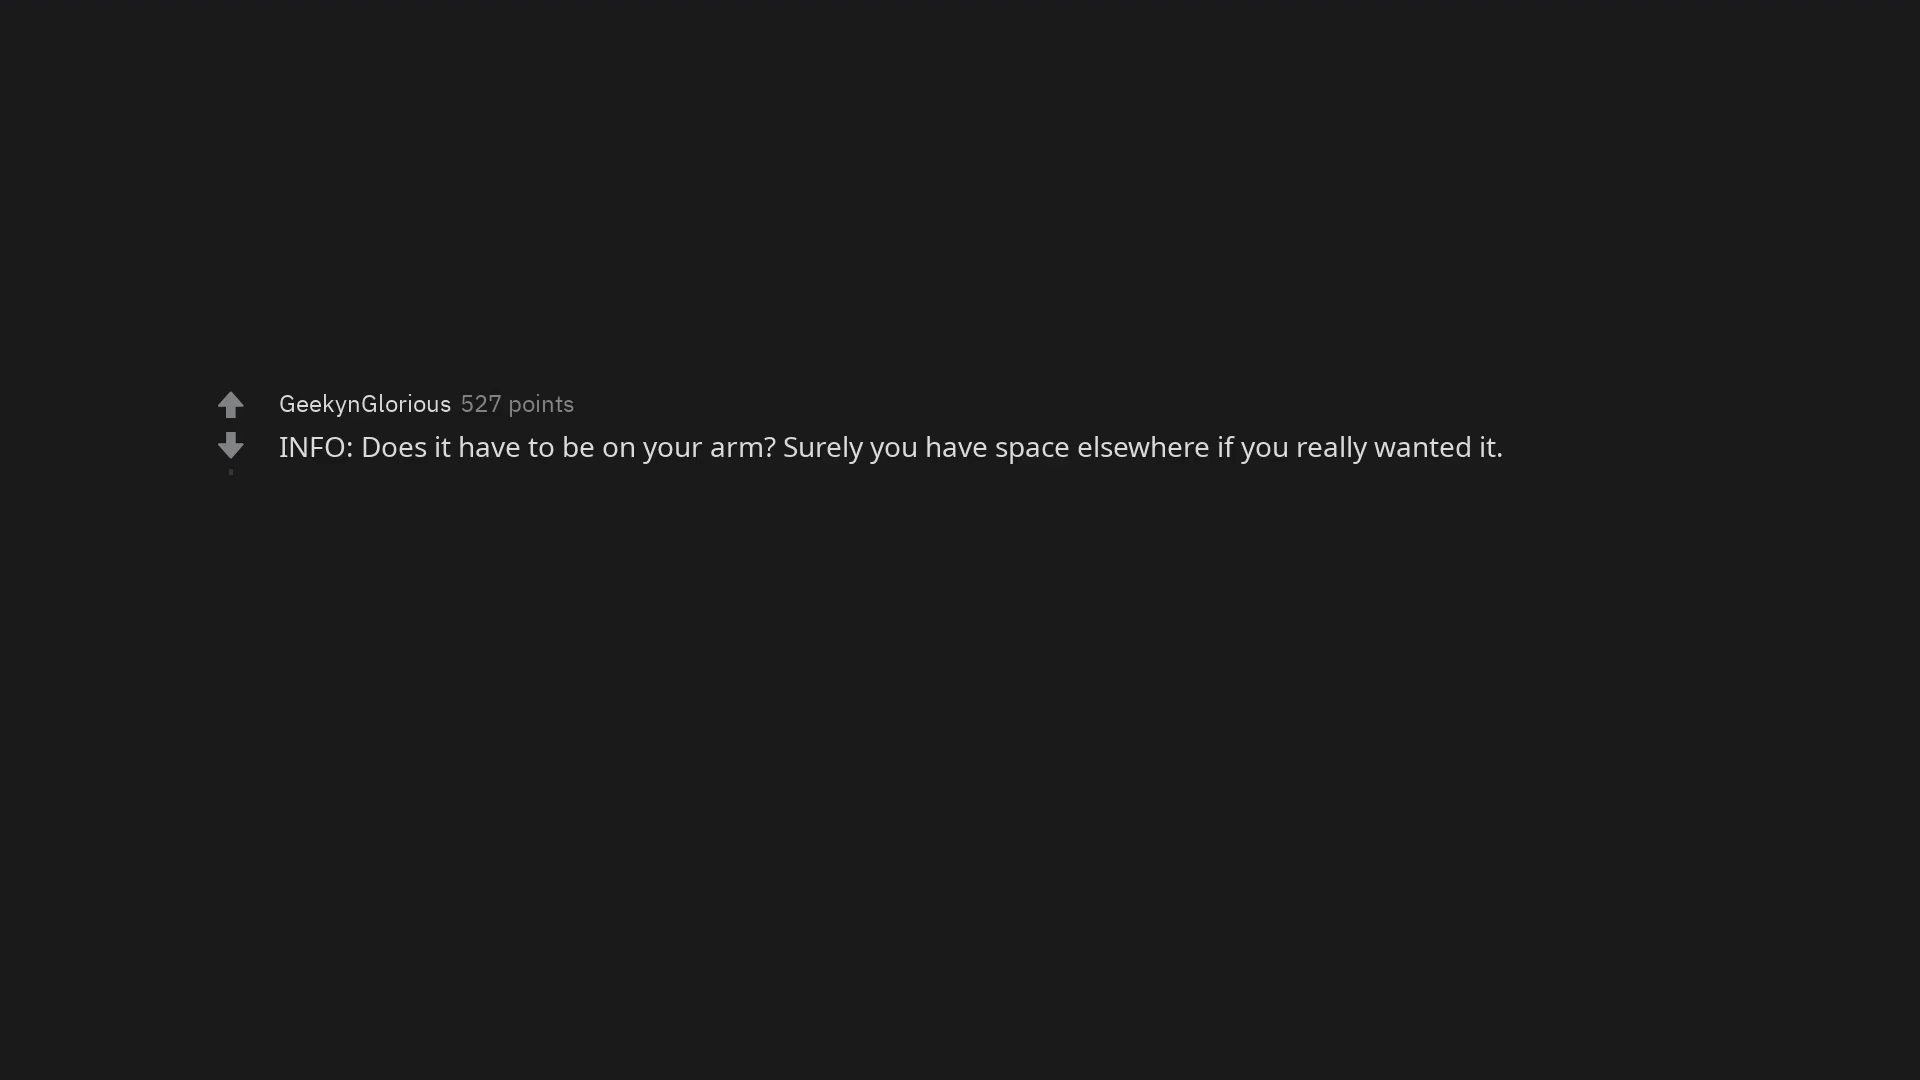 GeekynGlorious 527 points
INFO: Does it have to be on your arm? Surely you have space elsewhere if you really wanted it.